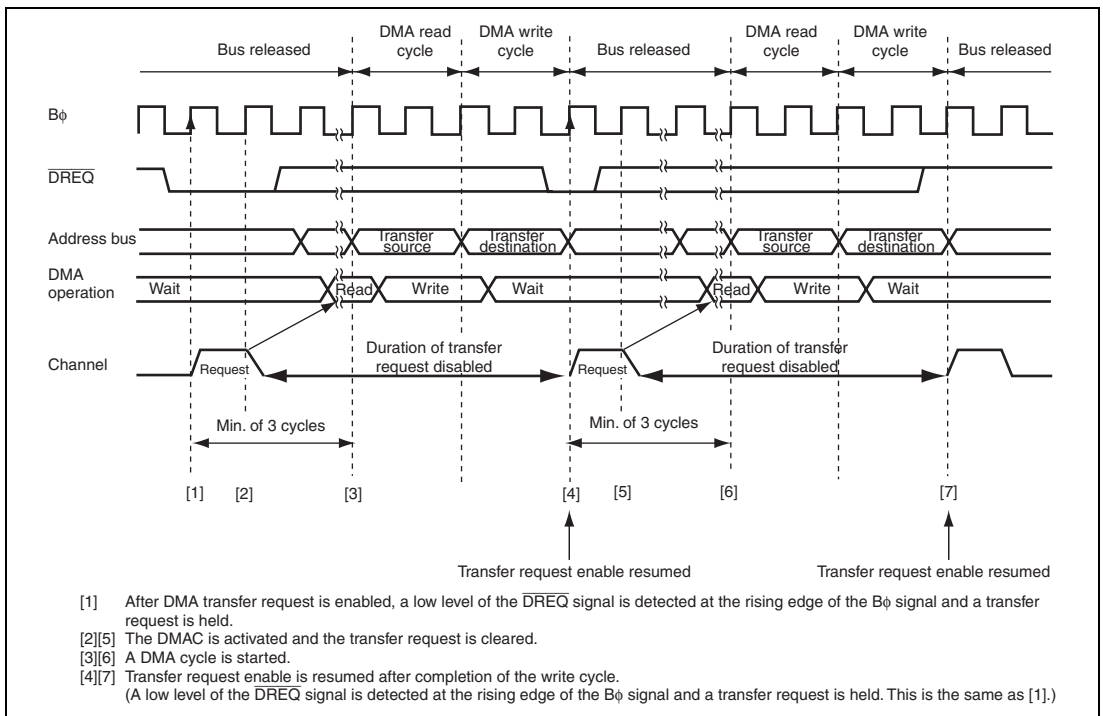 DMA read cycle
DMA write cycle
DMA read cycle
DMA write cycle
Bus released
Bus released
Bus released
Bϕ
DREQ
Address bus
Transfer source
Transfer destination
Transfer source
Transfer destination
DMA operation
Wait
Read
Write
Wait
Read
Write
Wait
Channel
Request
Duration of transfer request disabled
Request
Duration of transfer request disabled
Min. of 3 cycles
Min. of 3 cycles
[1] [2] [3] [4] [5] [6] [7]
Transfer request enable resumed
Transfer request enable resumed
[1] After DMA transfer request is enabled, a low level of the DREQ signal is detected at the rising edge of the Bϕ signal and a transfer
request is held.
[2][5] The DMAC is activated and the transfer request is cleared.
[3][6] A DMA cycle is started.
[4][7] Transfer request enable is resumed after completion of the write cycle.
(A low level of the DREQ signal is detected at the rising edge of the Bϕ signal and a transfer request is held. This is the same as [1].)